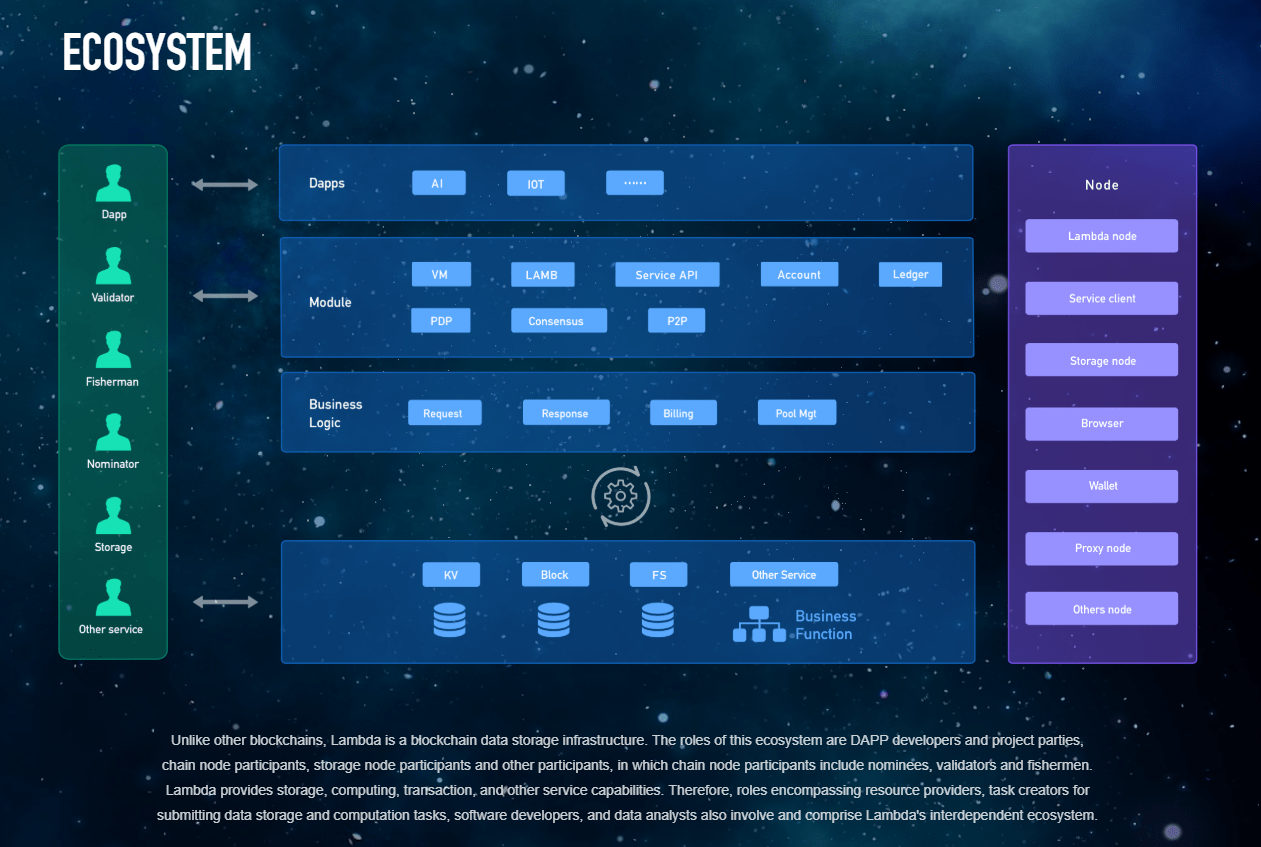 ECOSYSTEM
Dapp
Validator
Fisherman
Nominator
Storage
Other service
Dapps
AI
IOT
······
Module
VM
LAMB
Service API
Account
Ledger
PDP
Consensus
P2P
Business
Logic
Request
Response
Billing
Pool Mgt
KV
Block
FS
Other Service
Business
Function
Node
Lambda node
Service client
Storage node
Browser
Wallet
Proxy node
Others node
Unlike other blockchains, Lambda is a blockchain data storage infrastructure. The roles of this ecosystem are DAPP developers and project parties,
chain node participants, storage node participants and other participants, in which chain node participants include nominees, validators and fishermen.
Lambda provides storage, computing, transaction, and other service capabilities. Therefore, roles encompassing resource providers, task creators for
submitting data storage and computation tasks, software developers, and data analysts also involve and comprise Lambda's interdependent ecosystem.